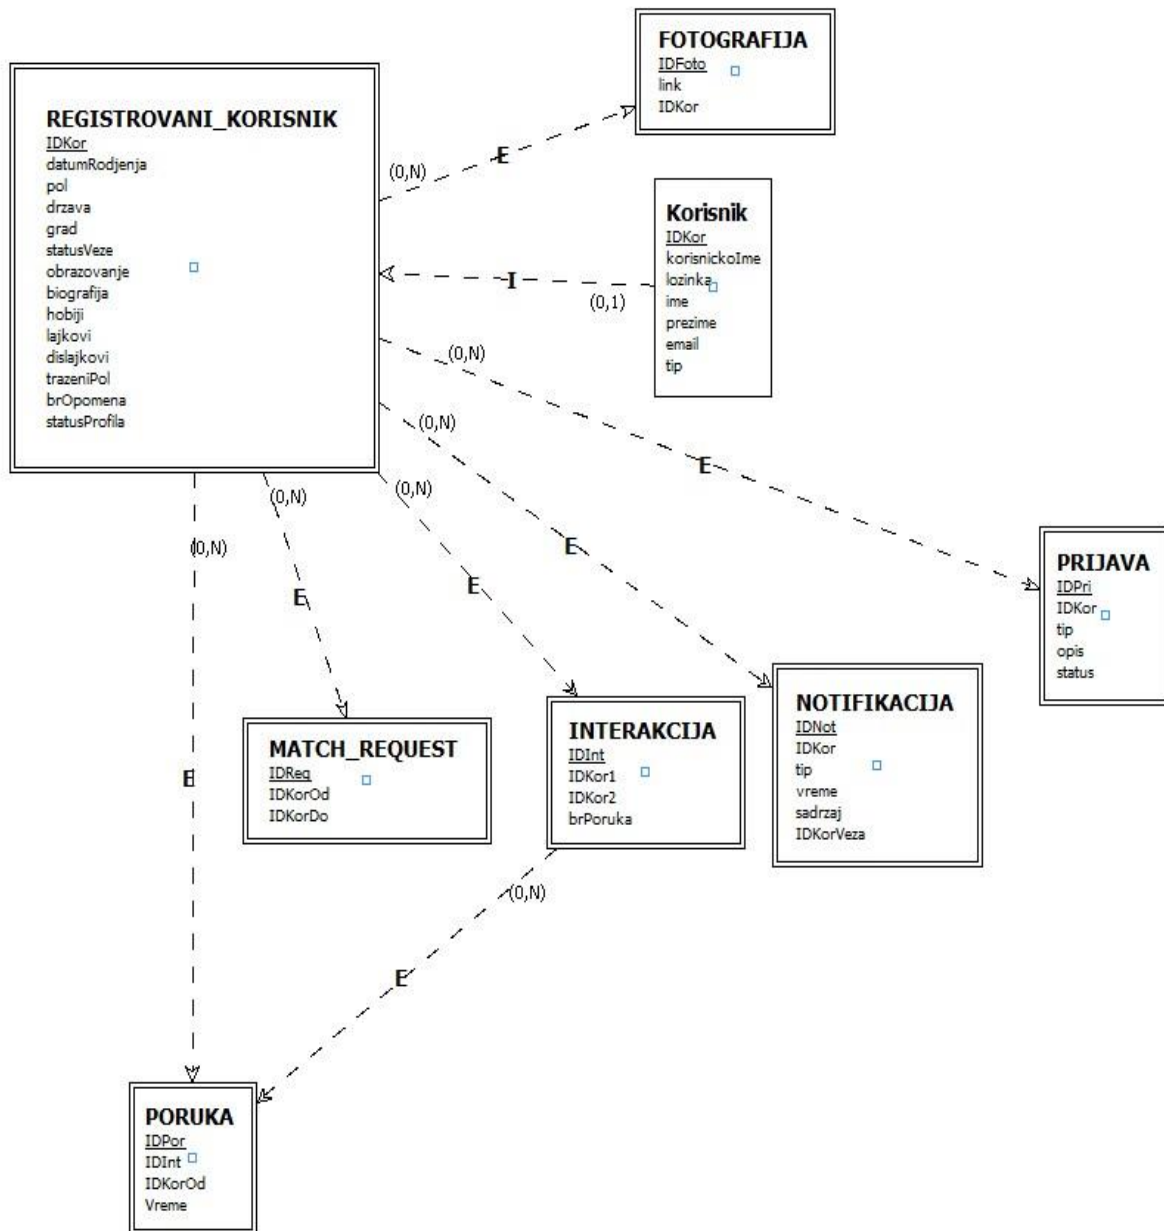 FOTOGRAFIJA
IDFoto
link
IDKor
REGISTROVANI_KORISNIK
IDKor
datumRodjenja
pol
drzava
grad
statusVeze
obrazovanje
biografija
hobiji
lajkovi
dislajkovi
trazeniPol
brOpomena
statusProfila
(0,N)
E
Korisnik
IDKor
korisnickoIme
lozinka
ime
prezime
email
tip
I
(0,1)
(0,N)
E
(0,N)
E
(0,N)
E
(0,N)
E
(0,N)
E
PRIJAVA
IDPri
IDKor
tip
opis
status
NOTIFIKACIJA
IDNot
IDKor
tip
vreme
sadrzaj
IDKorVeza
INTERAKCIJA
IDInt
IDKor1
IDKor2
brPoruka
MATCH_REQUEST
IDReq
IDKorOd
IDKorDo
(0,N)
E
PORUKA
IDPor
IDInt
IDKorOd
Vreme